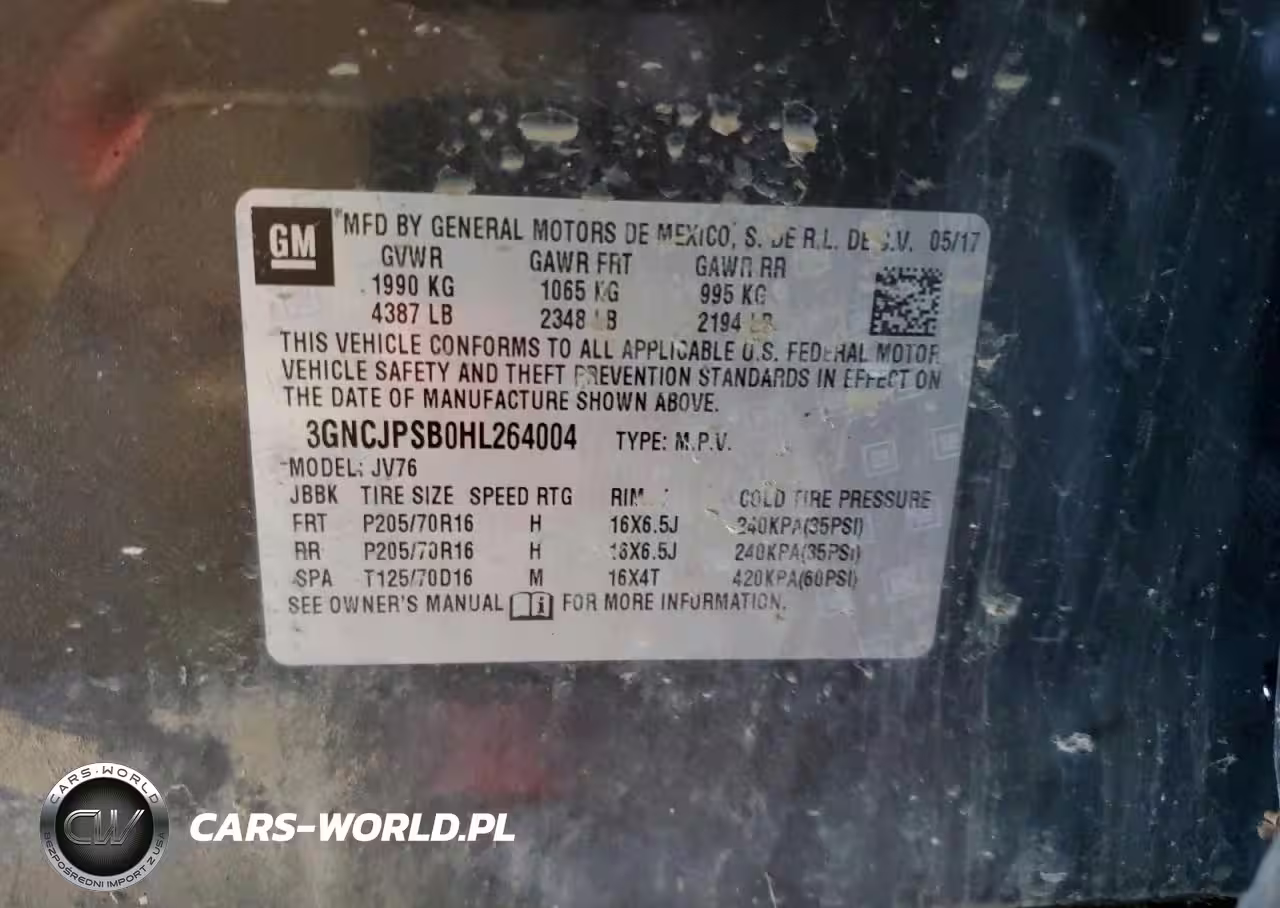 GM
MFD BY GENERAL MOTORS DE MEXICO, S. DE R.L. DE C.V. 05/17
GVWR GAWR FRT GAWR RR
1990 KG 1065 KG 995 KG
4387 LB 2348 LB 2194 LB
THIS VEHICLE CONFORMS TO ALL APPLICABLE U.S. FEDERAL MOTOR
VEHICLE SAFETY AND THEFT PREVENTION STANDARDS IN EFFECT ON
THE DATE OF MANUFACTURE SHOWN ABOVE.
3GNCJPSB0HL264004 TYPE: M.P.V.
MODEL: JV76
JBBK TIRE SIZE SPEED RTG RIM COLD TIRE PRESSURE
FRT P205/70R16 H 16X6.5J 240KPA(35PSI)
RR P205/70R16 H 16X6.5J 240KPA(35PSI)
SPA T125/70D16 M 16X4T 420KPA(60PSI)
SEE OWNER'S MANUAL FOR MORE INFORMATION.
CARS-WORLD
CW
BEZPOŚREDNI IMPORT Z USA
CARS-WORLD.PL